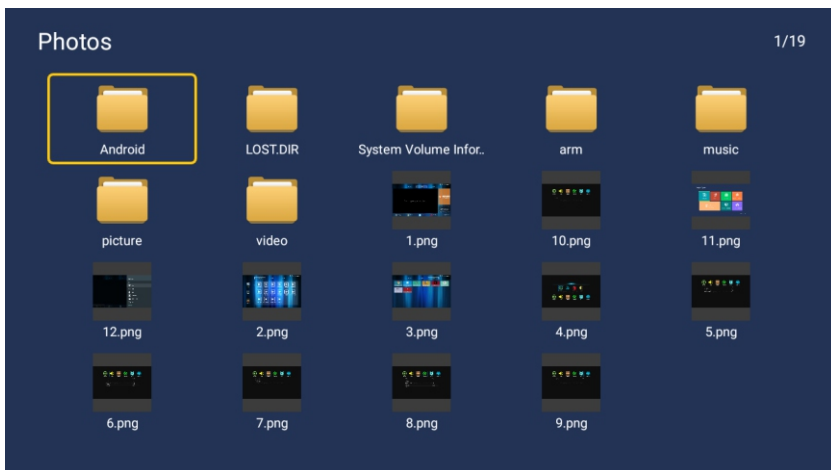 Photos 1/19
Android LOST.DIR System Volume Infor.. arm music
picture video 1.png 10.png 11.png
12.png 2.png 3.png 4.png 5.png
6.png 7.png 8.png 9.png